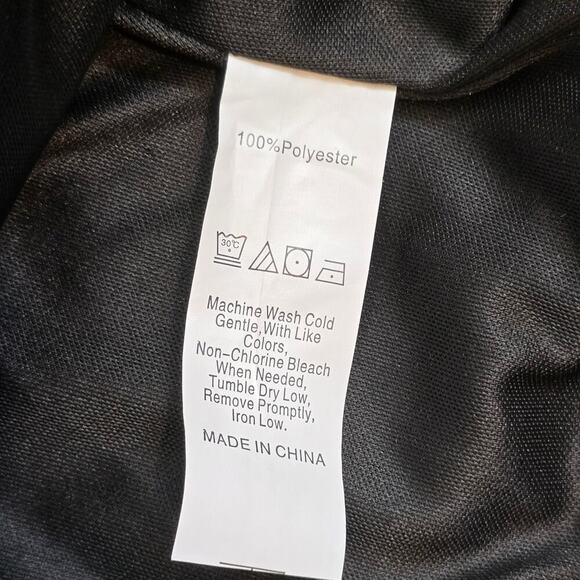 100%Polyester
30℃
Machine Wash Cold
Gentle,With Like
Colors,
Non-Chlorine Bleach
When Needed,
Tumble Dry Low,
Remove Promptly,
Iron Low.
MADE IN CHINA